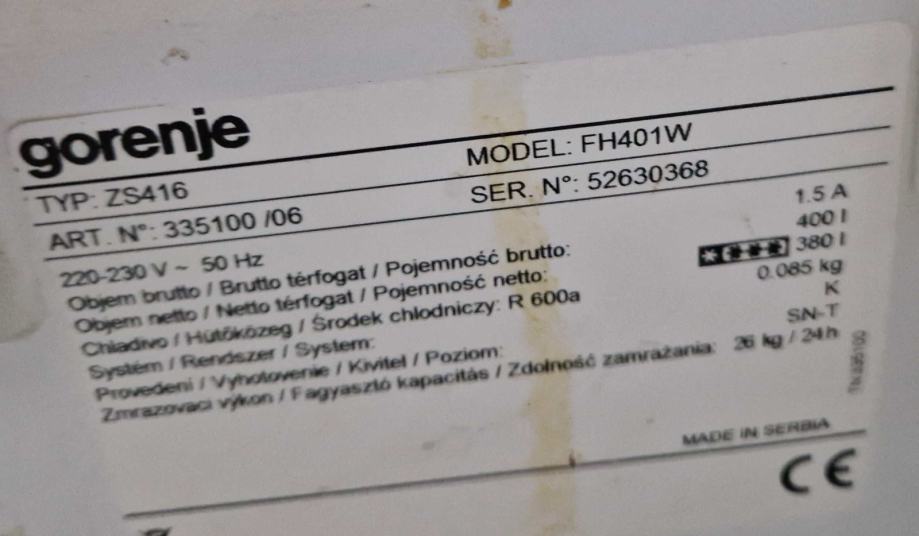 gorenje
MODEL: FH401W
TYP: ZS416
SER. N°: 52630368
ART. N°: 335100 /06
220-230 V ~ 50 Hz 1.5 A
Objem brutto / Brutto térfogat / Pojemność brutto: 400 l
Objem netto / Netto térfogat / Pojemność netto: 380 l
Chladivo / Hűtőközeg / Środek chłodniczy: R 600a 0.085 kg
Systém / Rendszer / System: K
Provedení / Vyhotovenie / Kivitel / Poziom: SN-T
Zmrazovací výkon / Fagyasztó kapacitás / Zdolność zamrażania: 26 kg / 24h
MADE IN SERBIA
CE